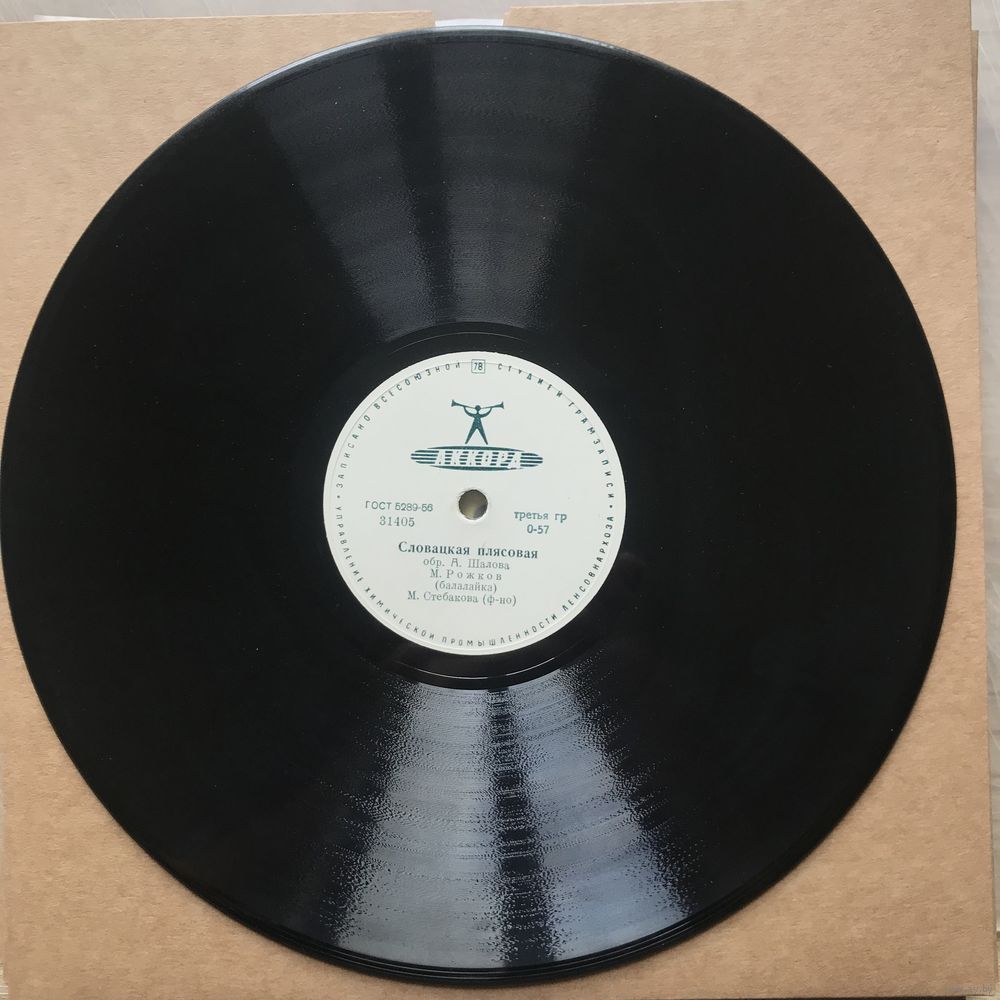 • ЗАПИСАНО ВСЕСОЮЗНОЙ 78 СТУДИЕЙ ГРАМЗАПИСИ •
АККОРД
ГОСТ 5289-56
31405
третья гр
0-57
Словацкая плясовая
обр. А. Шалова
М. Рожков
(балалайка)
М. Стебакова (ф-но)
УПРАВЛЕНИЕ ХИМИЧЕСКОЙ ПРОМЫШЛЕННОСТИ ЛЕНСОВНАРХОЗА